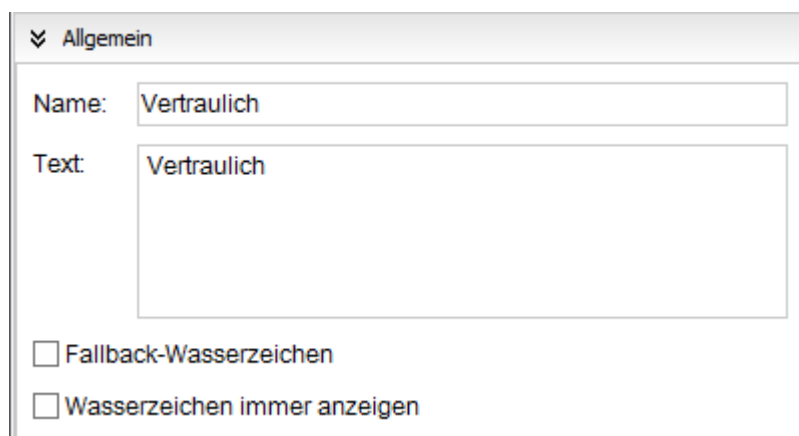 Allgemein
Name: Vertraulich
Text: Vertraulich
Fallback-Wasserzeichen
Wasserzeichen immer anzeigen